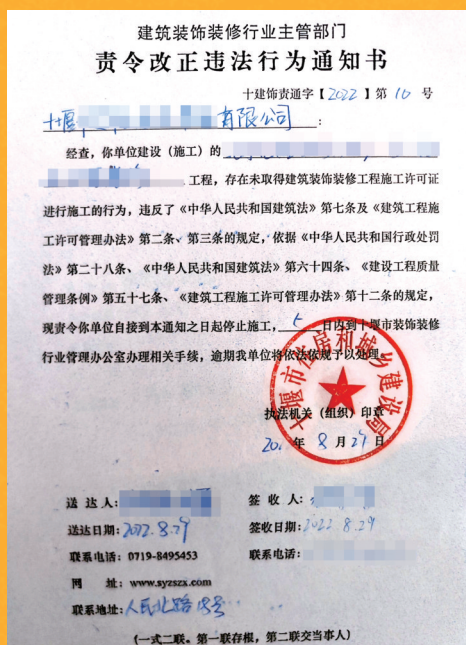 建筑装饰装修行业主管部门
责令改正违法行为通知书
十建饰责通字【2022】第 10 号
十堰 有限公司 :
经查，你单位建设（施工）的
工程，存在未取得建筑装饰装修工程施工许可证
进行施工的行为，违反了《中华人民共和国建筑法》第七条及《建筑工程施
工许可管理办法》第二条、第三条的规定，依据《中华人民共和国行政处罚
法》第二十八条、《中华人民共和国建筑法》第六十四条、《建设工程质量
管理条例》第五十七条、《建筑工程施工许可管理办法》第十二条的规定，
现责令你单位自接到本通知之日起停止施工， 5 日内到十堰市装饰装修
行业管理办公室办理相关手续，逾期我单位将依法依规予以处理。
十堰市住房和城乡建设局
执法机关（组织）印章
202 年 8 月 29 日
送 达 人：
签 收 人：
送达日期：2022.8.29
签收日期：2022.8.29
联系电话：0719-8495453
联系电话：
网 址：www.syzszx.com
联系地址：人民北路 号
（一式二联。第一联存根，第二联交当事人）